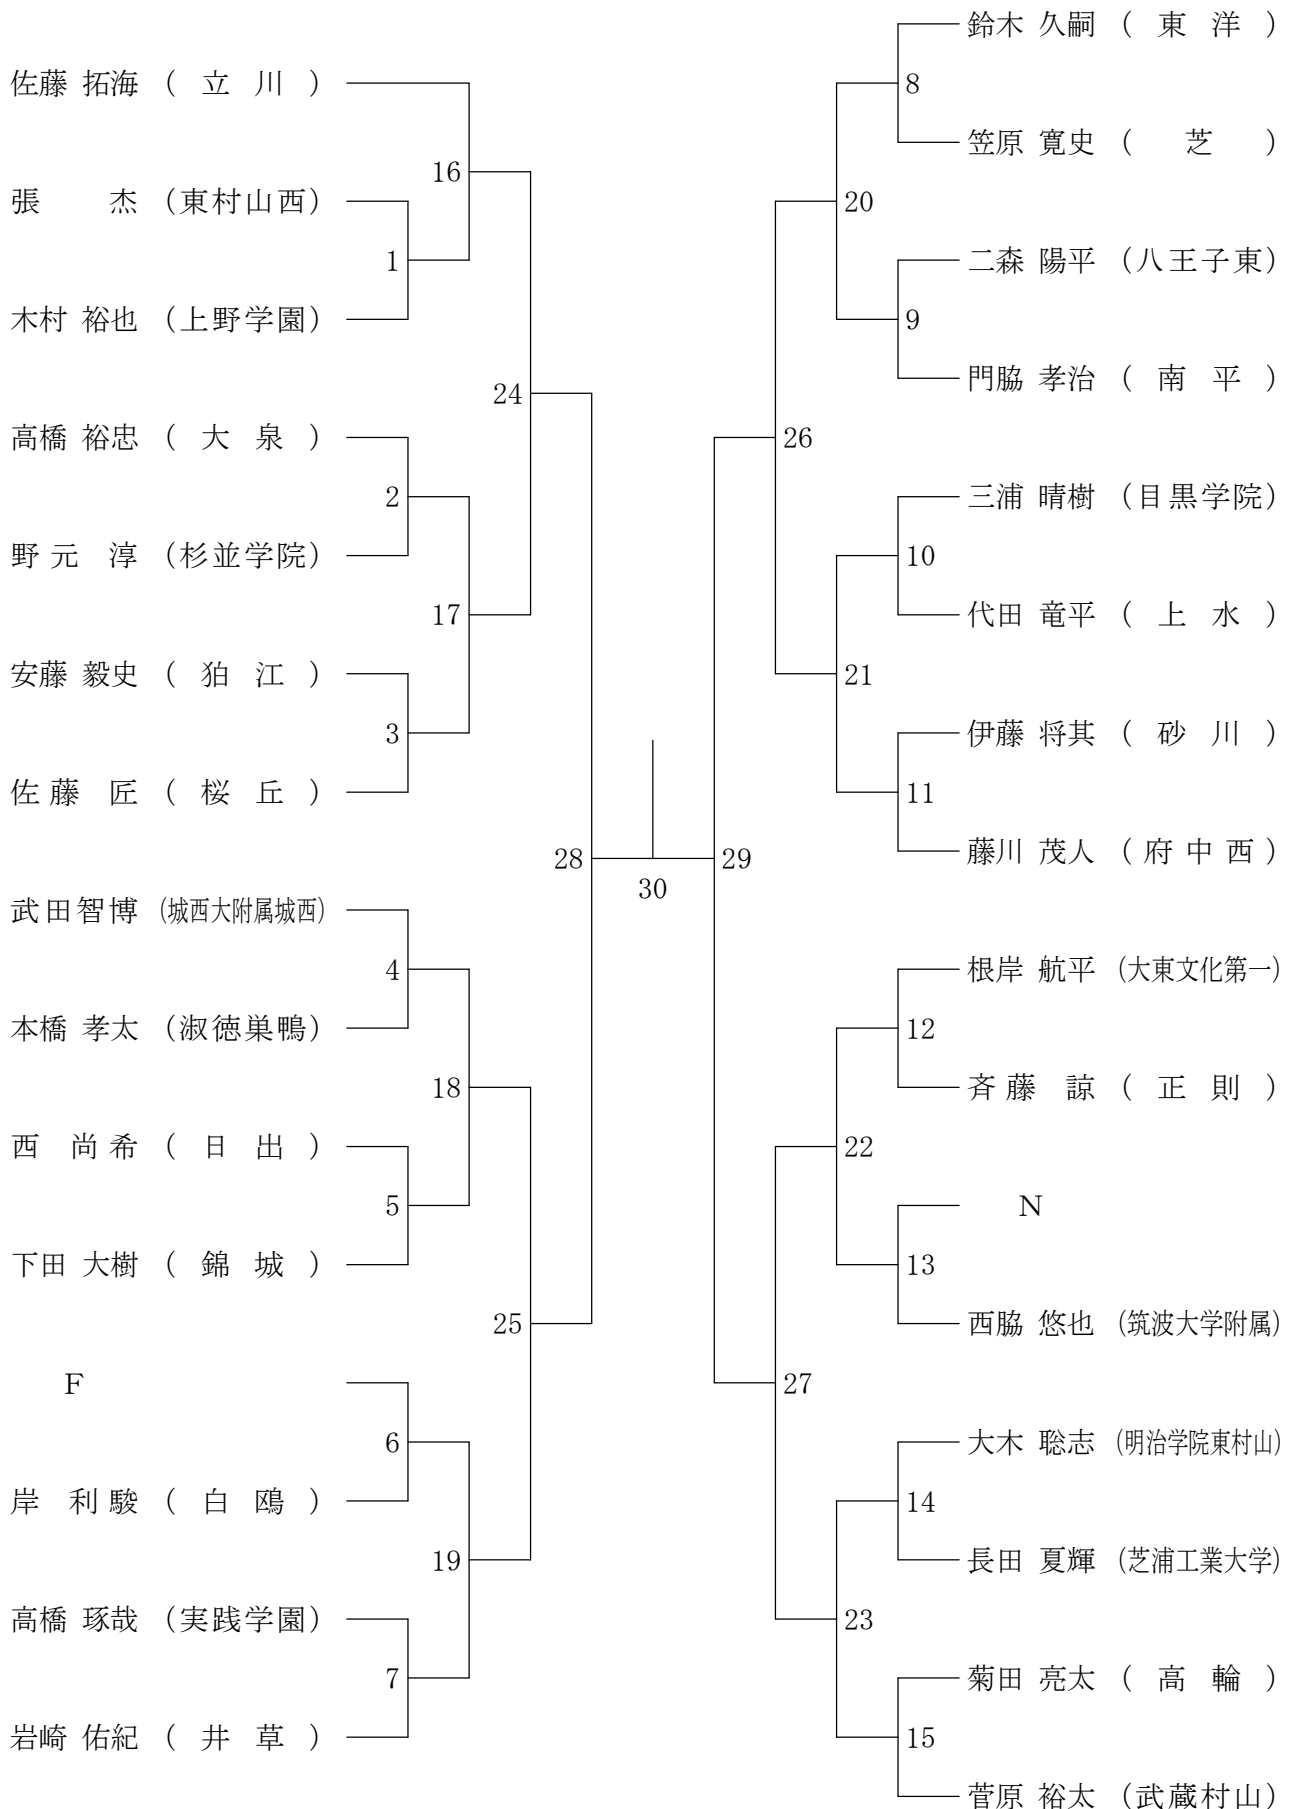 佐藤 拓海 （ 立 川 ）
張 杰 （東村山西）
木村 裕也 （上野学園）
高橋 裕忠 （ 大 泉 ）
野元 淳 （杉並学院）
安藤 毅史 （ 狛 江 ）
佐藤 匠 （ 桜 丘 ）
武田智博 （城西大附属城西）
本橋 孝太 （淑徳巣鴨）
西 尚希 （ 日 出 ）
下田 大樹 （ 錦 城 ）
F
岸 利駿 （ 白 鴎 ）
高橋 琢哉 （実践学園）
岩崎 佑紀 （ 井 草 ）
1
2
3
4
5
6
7
16
17
18
19
24
25
28
30
29
26
27
20
21
22
23
8
9
10
11
12
13
14
15
鈴木 久嗣 （ 東 洋 ）
笠原 寛史 （ 芝 ）
二森 陽平 （八王子東）
門脇 孝治 （ 南 平 ）
三浦 晴樹 （目黒学院）
代田 竜平 （ 上 水 ）
伊藤 将其 （ 砂 川 ）
藤川 茂人 （ 府 中 西 ）
根岸 航平 （大東文化第一）
斉藤 諒 （ 正 則 ）
N
西脇 悠也 （筑波大学附属）
大木 聡志 （明治学院東村山）
長田 夏輝 （芝浦工業大学）
菊田 亮太 （ 高 輪 ）
菅原 裕太 （武蔵村山）